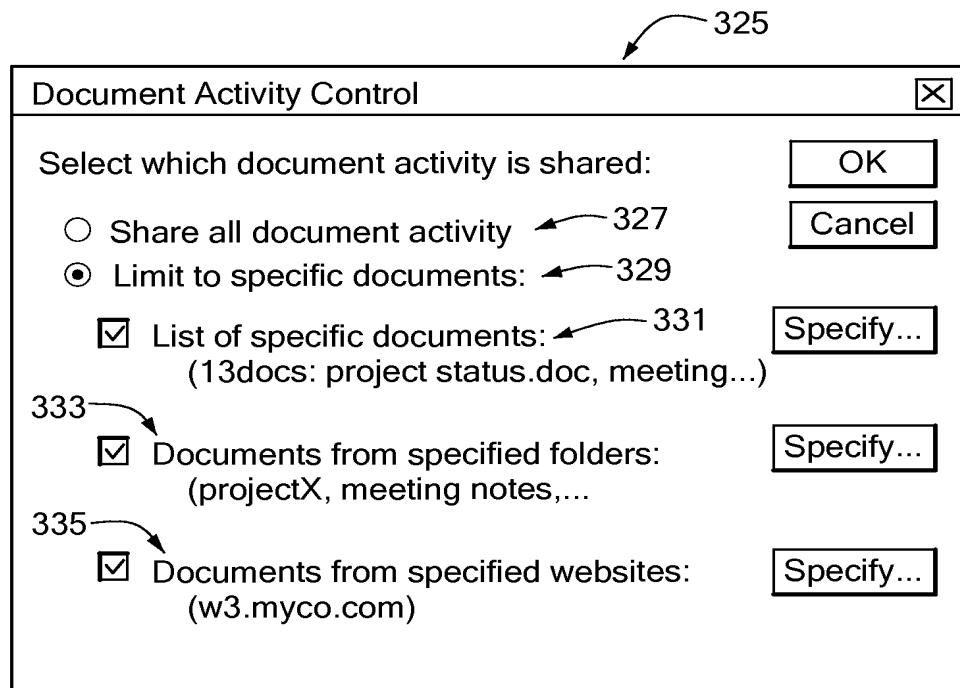 325
Document Activity Control
Select which document activity is shared:
OK
Share all document activity
327
Cancel
Limit to specific documents:
329
List of specific documents:
331
Specify...
(13docs: project status.doc, meeting...)
333
Documents from specified folders:
Specify...
(projectX, meeting notes,...
335
Documents from specified websites:
Specify...
(w3.myco.com)